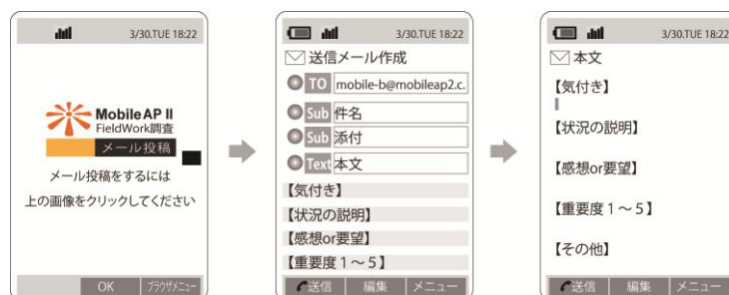 3/30.TUE 18:22
Mobile AP II
FieldWork調査
メール投稿
メール投稿をするには
上の画像をクリックしてください
OK
ブラウザメニュー
3/30.TUE 18:22
送信メール作成
TO mobile-b@mobileap2.c.
Sub 件名
Sub 添付
Text 本文
【気付き】
【状況の説明】
【感想or要望】
【重要度1~5】
送信 編集 メニュー
3/30.TUE 18:22
本文
【気付き】
【状況の説明】
【感想or要望】
【重要度1~5】
【その他】
送信 編集 メニュー